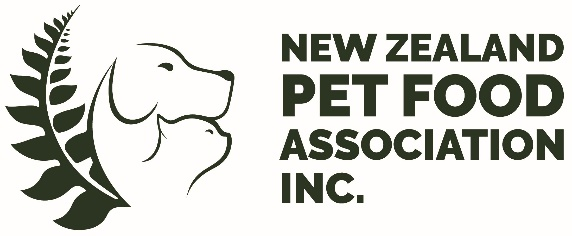 NEW ZEALAND
PET FOOD
ASSOCIATION
INC.